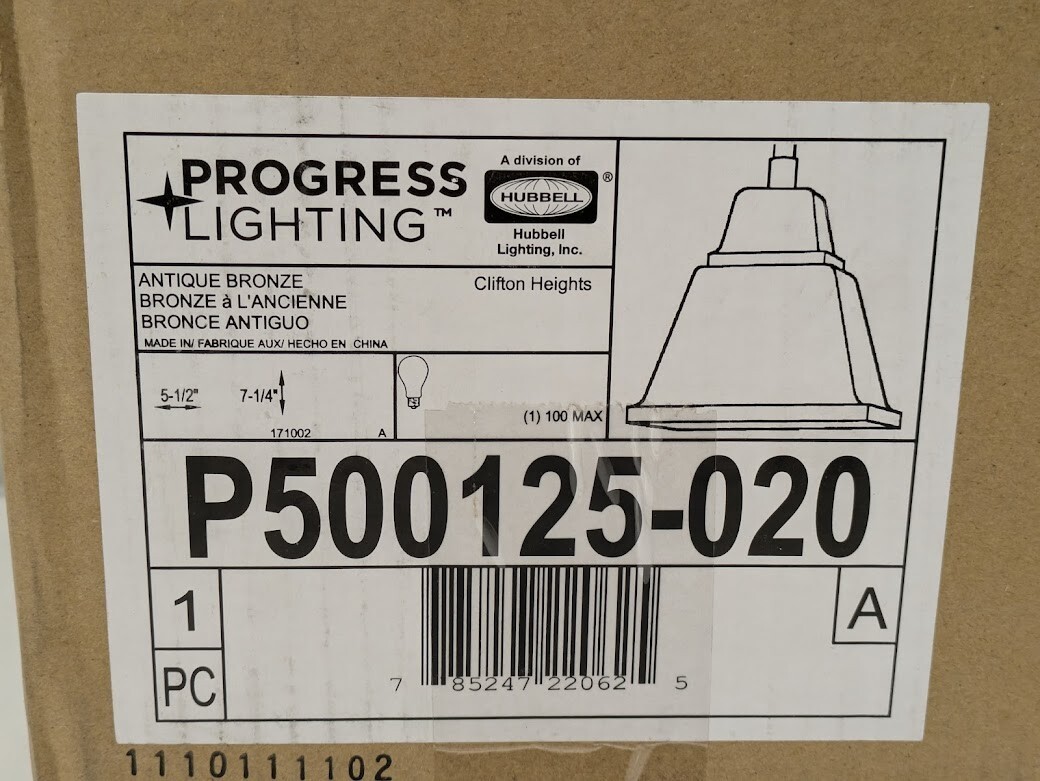 PROGRESS
LIGHTING™
A division of
HUBBELL®
Hubbell
Lighting, Inc.
ANTIQUE BRONZE
BRONZE à L'ANCIENNE
BRONCE ANTIGUO
MADE IN/ FABRIQUE AUX/ HECHO EN CHINA
Clifton Heights
5-1/2"
7-1/4"
171002
A
(1) 100 MAX
P500125-020
1
PC
A
7 85247 22062 5
1110111102